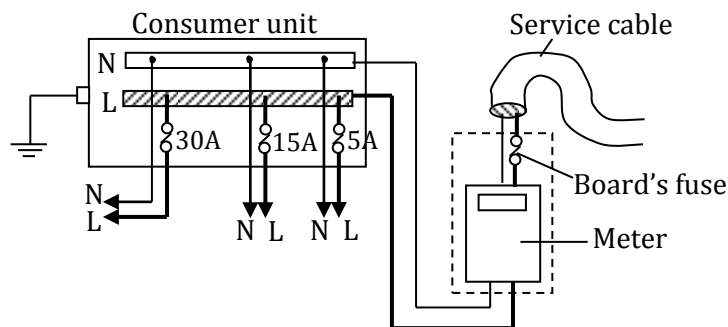 Consumer unit
Service cable
N
L
30A
15A
5A
Board's fuse
N
L
N L
N L
Meter